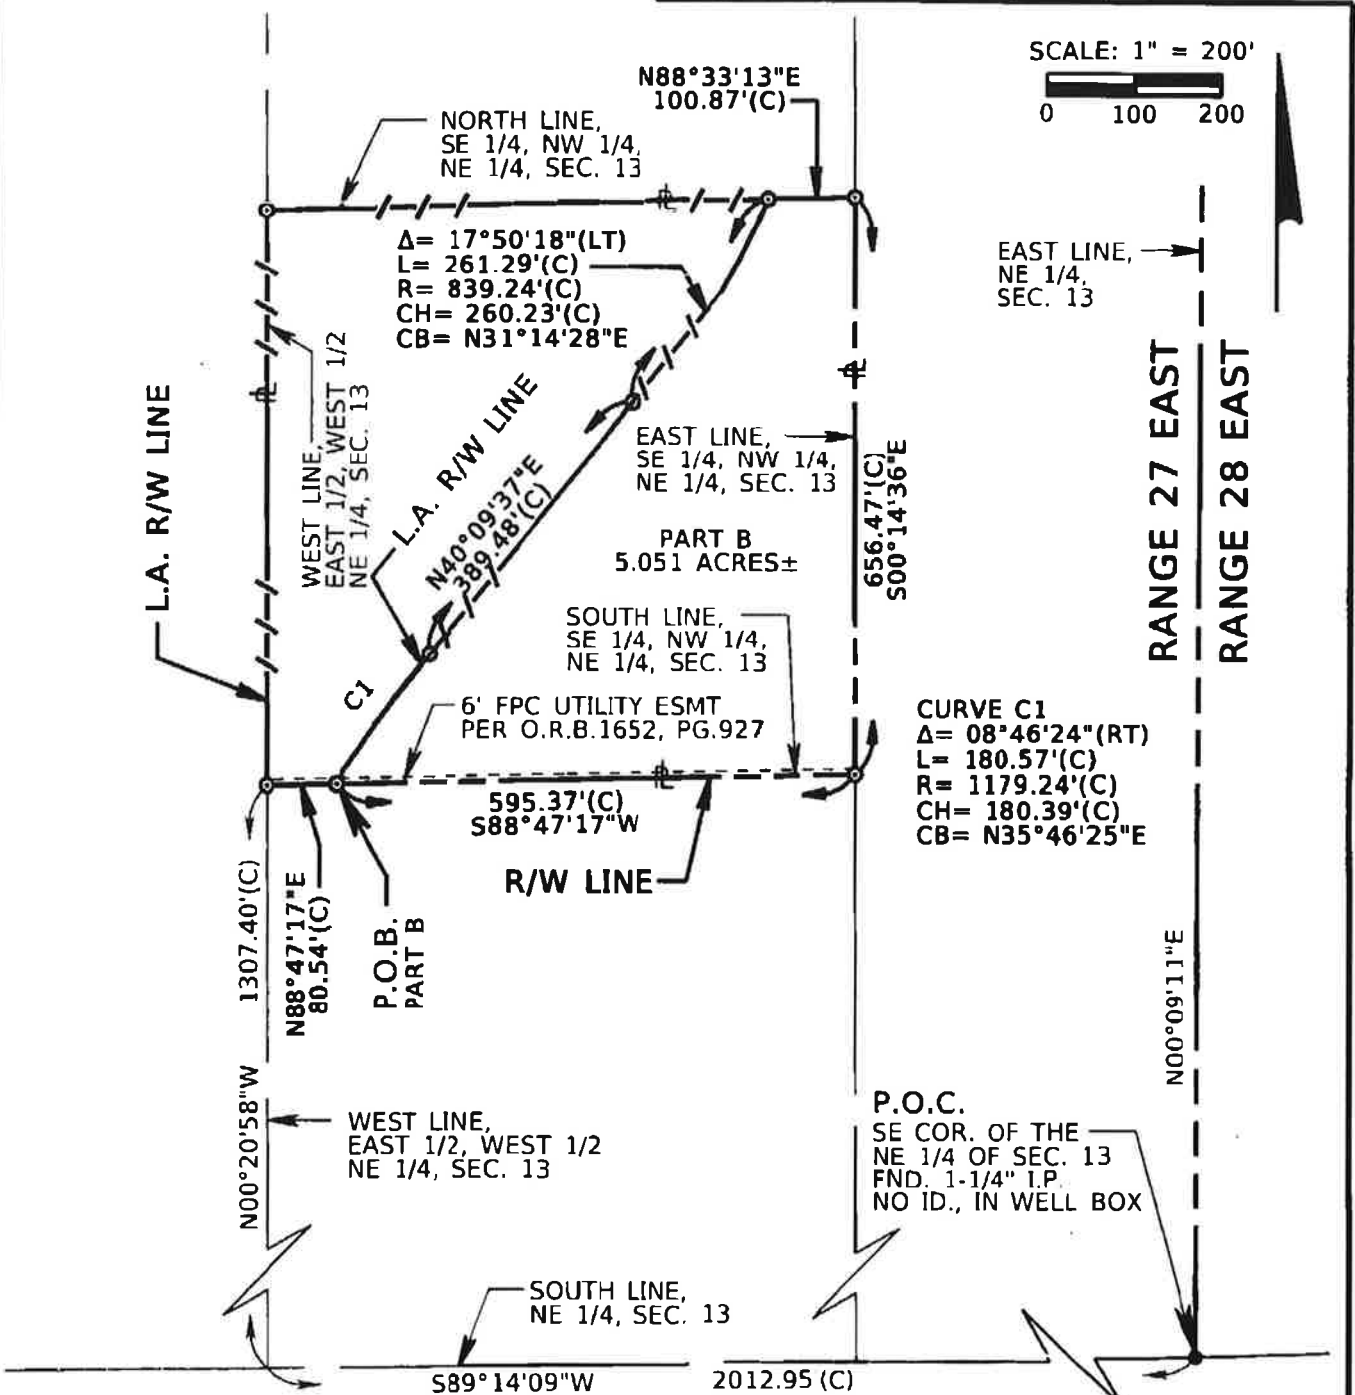 SCALE: 1" = 200'
0 100 200
N88°33'13"E
100.87'(C)
NORTH LINE,
SE 1/4, NW 1/4,
NE 1/4, SEC. 13
Δ= 17°50'18"(LT)
L= 261.29'(C)
R= 839.24'(C)
CH= 260.23'(C)
CB= N31°14'28"E
EAST LINE,
NE 1/4,
SEC. 13
L.A. R/W LINE
WEST LINE,
EAST 1/2, WEST 1/2
NE 1/4, SEC. 13
L.A. R/W LINE
N40°09'37"E
389.48'(C)
EAST LINE,
SE 1/4, NW 1/4,
NE 1/4, SEC. 13
656.47'(C)
S00°14'36"E
RANGE 27 EAST
RANGE 28 EAST
PART B
5.051 ACRES±
SOUTH LINE,
SE 1/4, NW 1/4,
NE 1/4, SEC. 13
C1
6' FPC UTILITY ESMT
PER O.R.B.1652, PG.927
CURVE C1
Δ= 08°46'24"(RT)
L= 180.57'(C)
R= 1179.24'(C)
CH= 180.39'(C)
CB= N35°46'25"E
595.37'(C)
S88°47'17"W
R/W LINE
1307.40'(C)
N88°47'17"E
80.54'(C)
P.O.B.
PART B
N00°09'11"E
N00°20'58"W
WEST LINE,
EAST 1/2, WEST 1/2
NE 1/4, SEC. 13
P.O.C.
SE COR. OF THE
NE 1/4 OF SEC. 13
FND. 1-1/4" I.P.
NO ID., IN WELL BOX
SOUTH LINE,
NE 1/4, SEC. 13
S89°14'09"W 2012.95 (C)